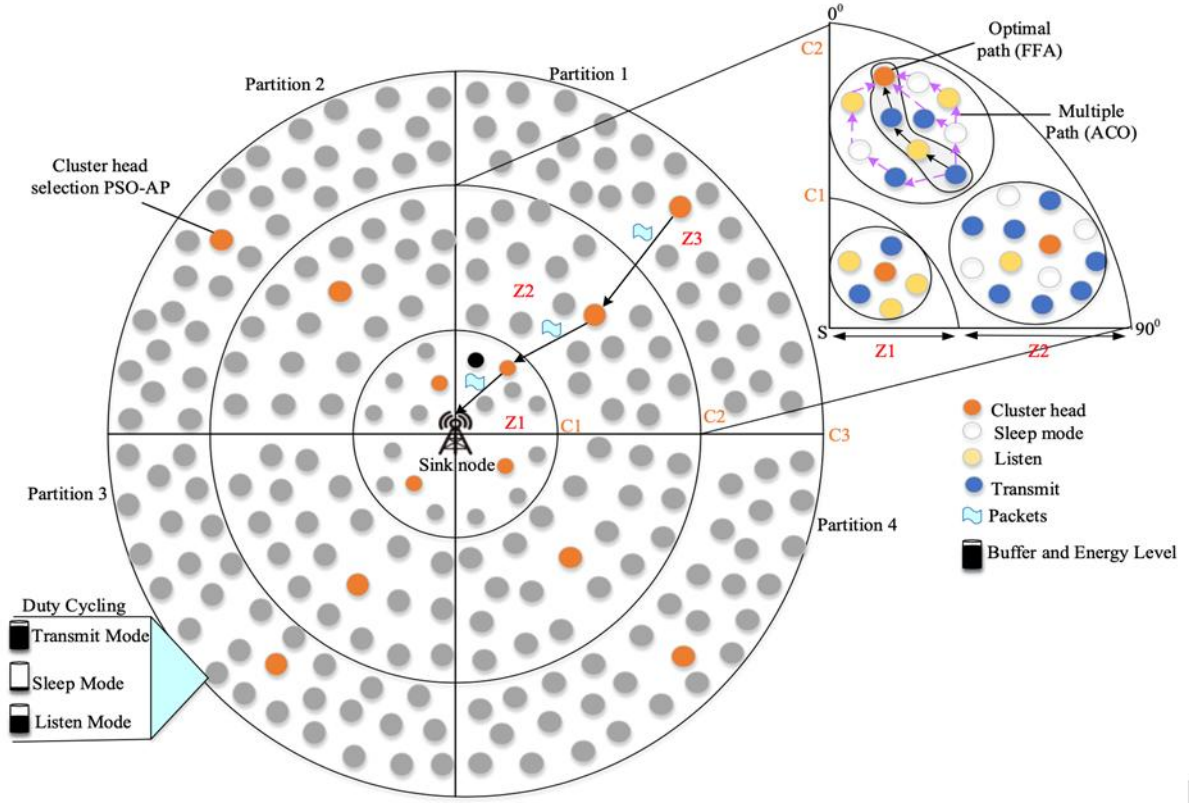 0⁰
C2
Optimal
path (FFA)
Multiple
Path (ACO)
C1
S
90⁰
Z1
Z2
Partition 2
Partition 1
Cluster head
selection PSO-AP
Z3
Z2
Z1
C1
C2
C3
Sink node
Partition 3
Partition 4
Cluster head
Sleep mode
Listen
Transmit
Packets
Buffer and Energy Level
Duty Cycling
Transmit Mode
Sleep Mode
Listen Mode